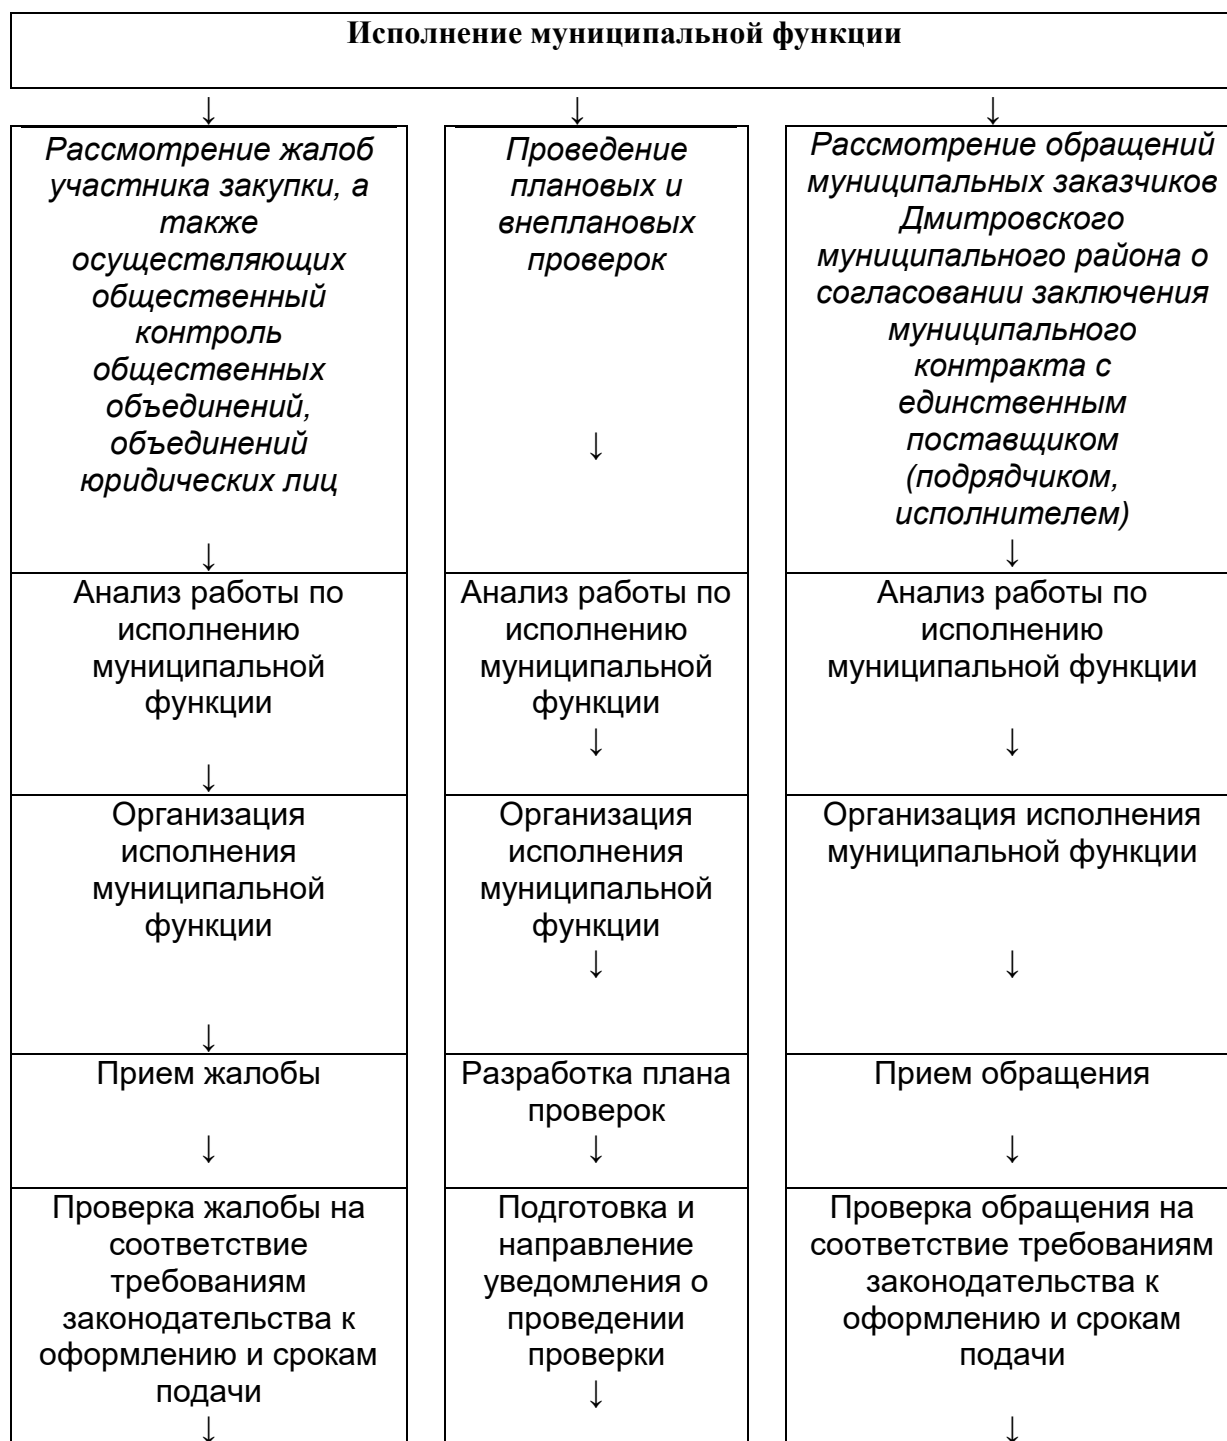 Исполнение муниципальной функции
↓ ↓ ↓
Рассмотрение жалоб
участника закупки, а
также
осуществляющих
общественный
контроль
общественных
объединений,
объединений
юридических лиц
↓
Проведение
плановых и
внеплановых
проверок
↓
Рассмотрение обращений
муниципальных заказчиков
Дмитровского
муниципального района о
согласовании заключения
муниципального
контракта с
единственным
поставщиком
(подрядчиком,
исполнителем)
↓
Анализ работы по
исполнению
муниципальной
функции
↓
Анализ работы по
исполнению
муниципальной
функции
↓
Анализ работы по
исполнению
муниципальной функции
↓
Организация
исполнения
муниципальной
функции
↓
Организация
исполнения
муниципальной
функции
↓
Организация исполнения
муниципальной функции
↓
Прием жалобы
↓
Разработка плана
проверок
↓
Прием обращения
↓
Проверка жалобы на
соответствие
требованиям
законодательства к
оформлению и срокам
подачи
↓
Подготовка и
направление
уведомления о
проведении
проверки
↓
Проверка обращения на
соответствие требованиям
законодательства к
оформлению и срокам
подачи
↓